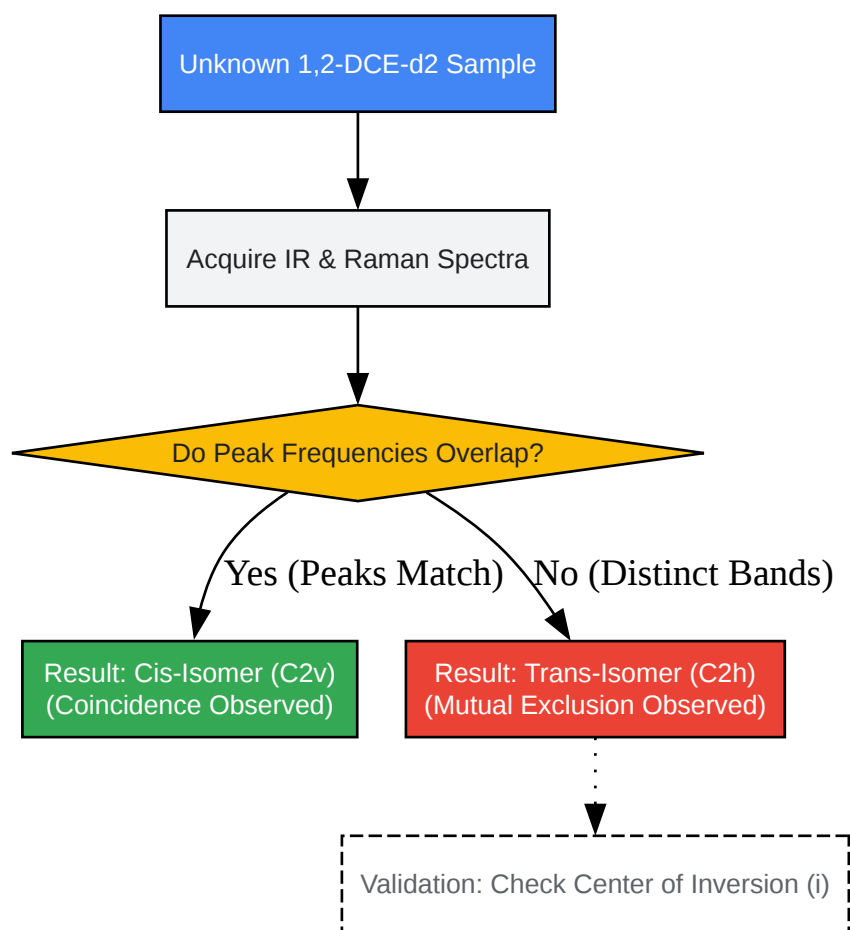 Unknown 1,2-DCE-d2 Sample
Acquire IR & Raman Spectra
Do Peak Frequencies Overlap?
Yes (Peaks Match)
No (Distinct Bands)
Result: Cis-Isomer (C2v)
(Coincidence Observed)
Result: Trans-Isomer (C2h)
(Mutual Exclusion Observed)
Validation: Check Center of Inversion (i)